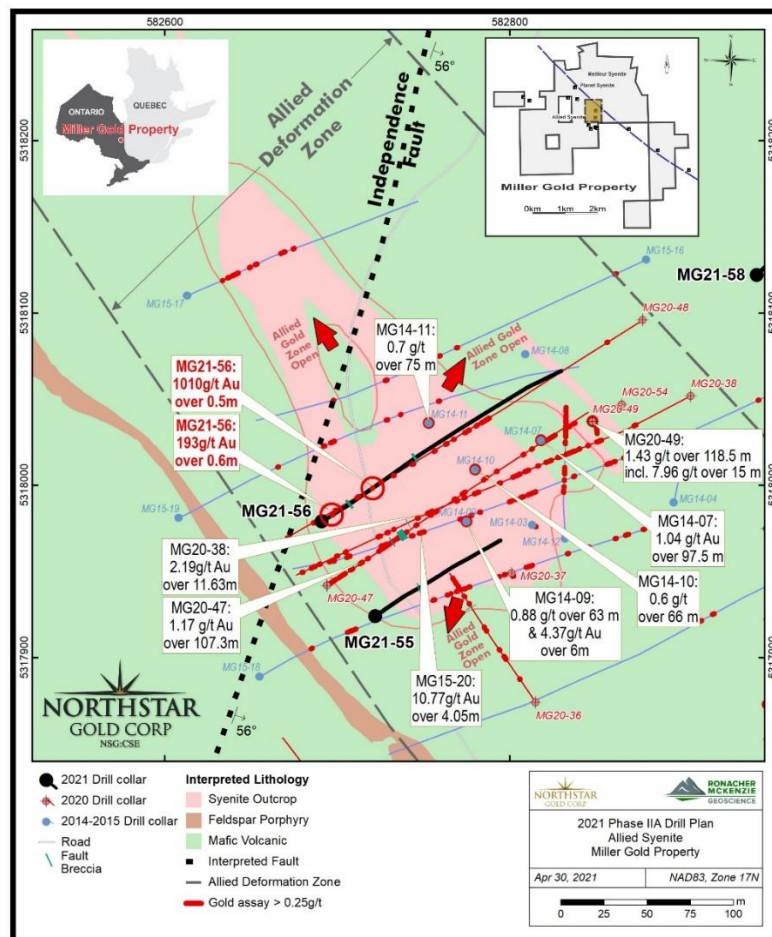 582600
582800
56°
ONTARIO
QUEBEC
Miller Gold Property
Allied
Deformation
Zone
Independence
Fault
Meilleur Syenite
Planet Syenite
Allied Syenite
Miller Gold Property
0km 1km 2km
5318200
5318200
MG15-16
MG21-58
MG15-17
MG20-48
5318100
5318100
MG14-11:
0.7 g/t
over 75 m
Allied
Gold
Zone
Open
Allied Gold
Zone Open
MG14-08
MG21-56:
1010g/t Au
over 0.5m
MG20-54
MG20-38
MG14-11
MG20-49
MG21-56:
193g/t Au
over 0.6m
MG14-07
MG20-49:
1.43 g/t over 118.5 m
incl. 7.96 g/t over 15 m
MG14-10
5318000
5318000
MG15-19
MG21-56
MG14-09
MG14-03
MG14-04
MG14-12
MG14-07:
1.04 g/t Au
over 97.5 m
MG20-38:
2.19g/t Au
over 11.63m
MG20-47
MG20-37
MG14-10:
0.6 g/t
over 66 m
MG20-47:
1.17 g/t Au
over 107.3m
MG14-09:
0.88 g/t over 63 m
& 4.37g/t Au
over 6m
MG21-55
Allied
Gold
Zone
Open
5317900
5317900
MG15-18
MG15-20:
10.77g/t Au
over 4.05m
MG20-36
NORTHSTAR
GOLD CORP
NSG:CSE
56°
2021 Drill collar
2020 Drill collar
2014-2015 Drill collar
Road
Fault
Breccia
Interpreted Lithology
Syenite Outcrop
Feldspar Porphyry
Mafic Volcanic
Interpreted Fault
Allied Deformation Zone
Gold assay > 0.25g/t
NORTHSTAR
GOLD CORP
RONACHER
MCKENZIE
GEOSCIENCE
2021 Phase IIA Drill Plan
Allied Syenite
Miller Gold Property
Apr 30, 2021
NAD83, Zone 17N
m
0 25 50 75 100